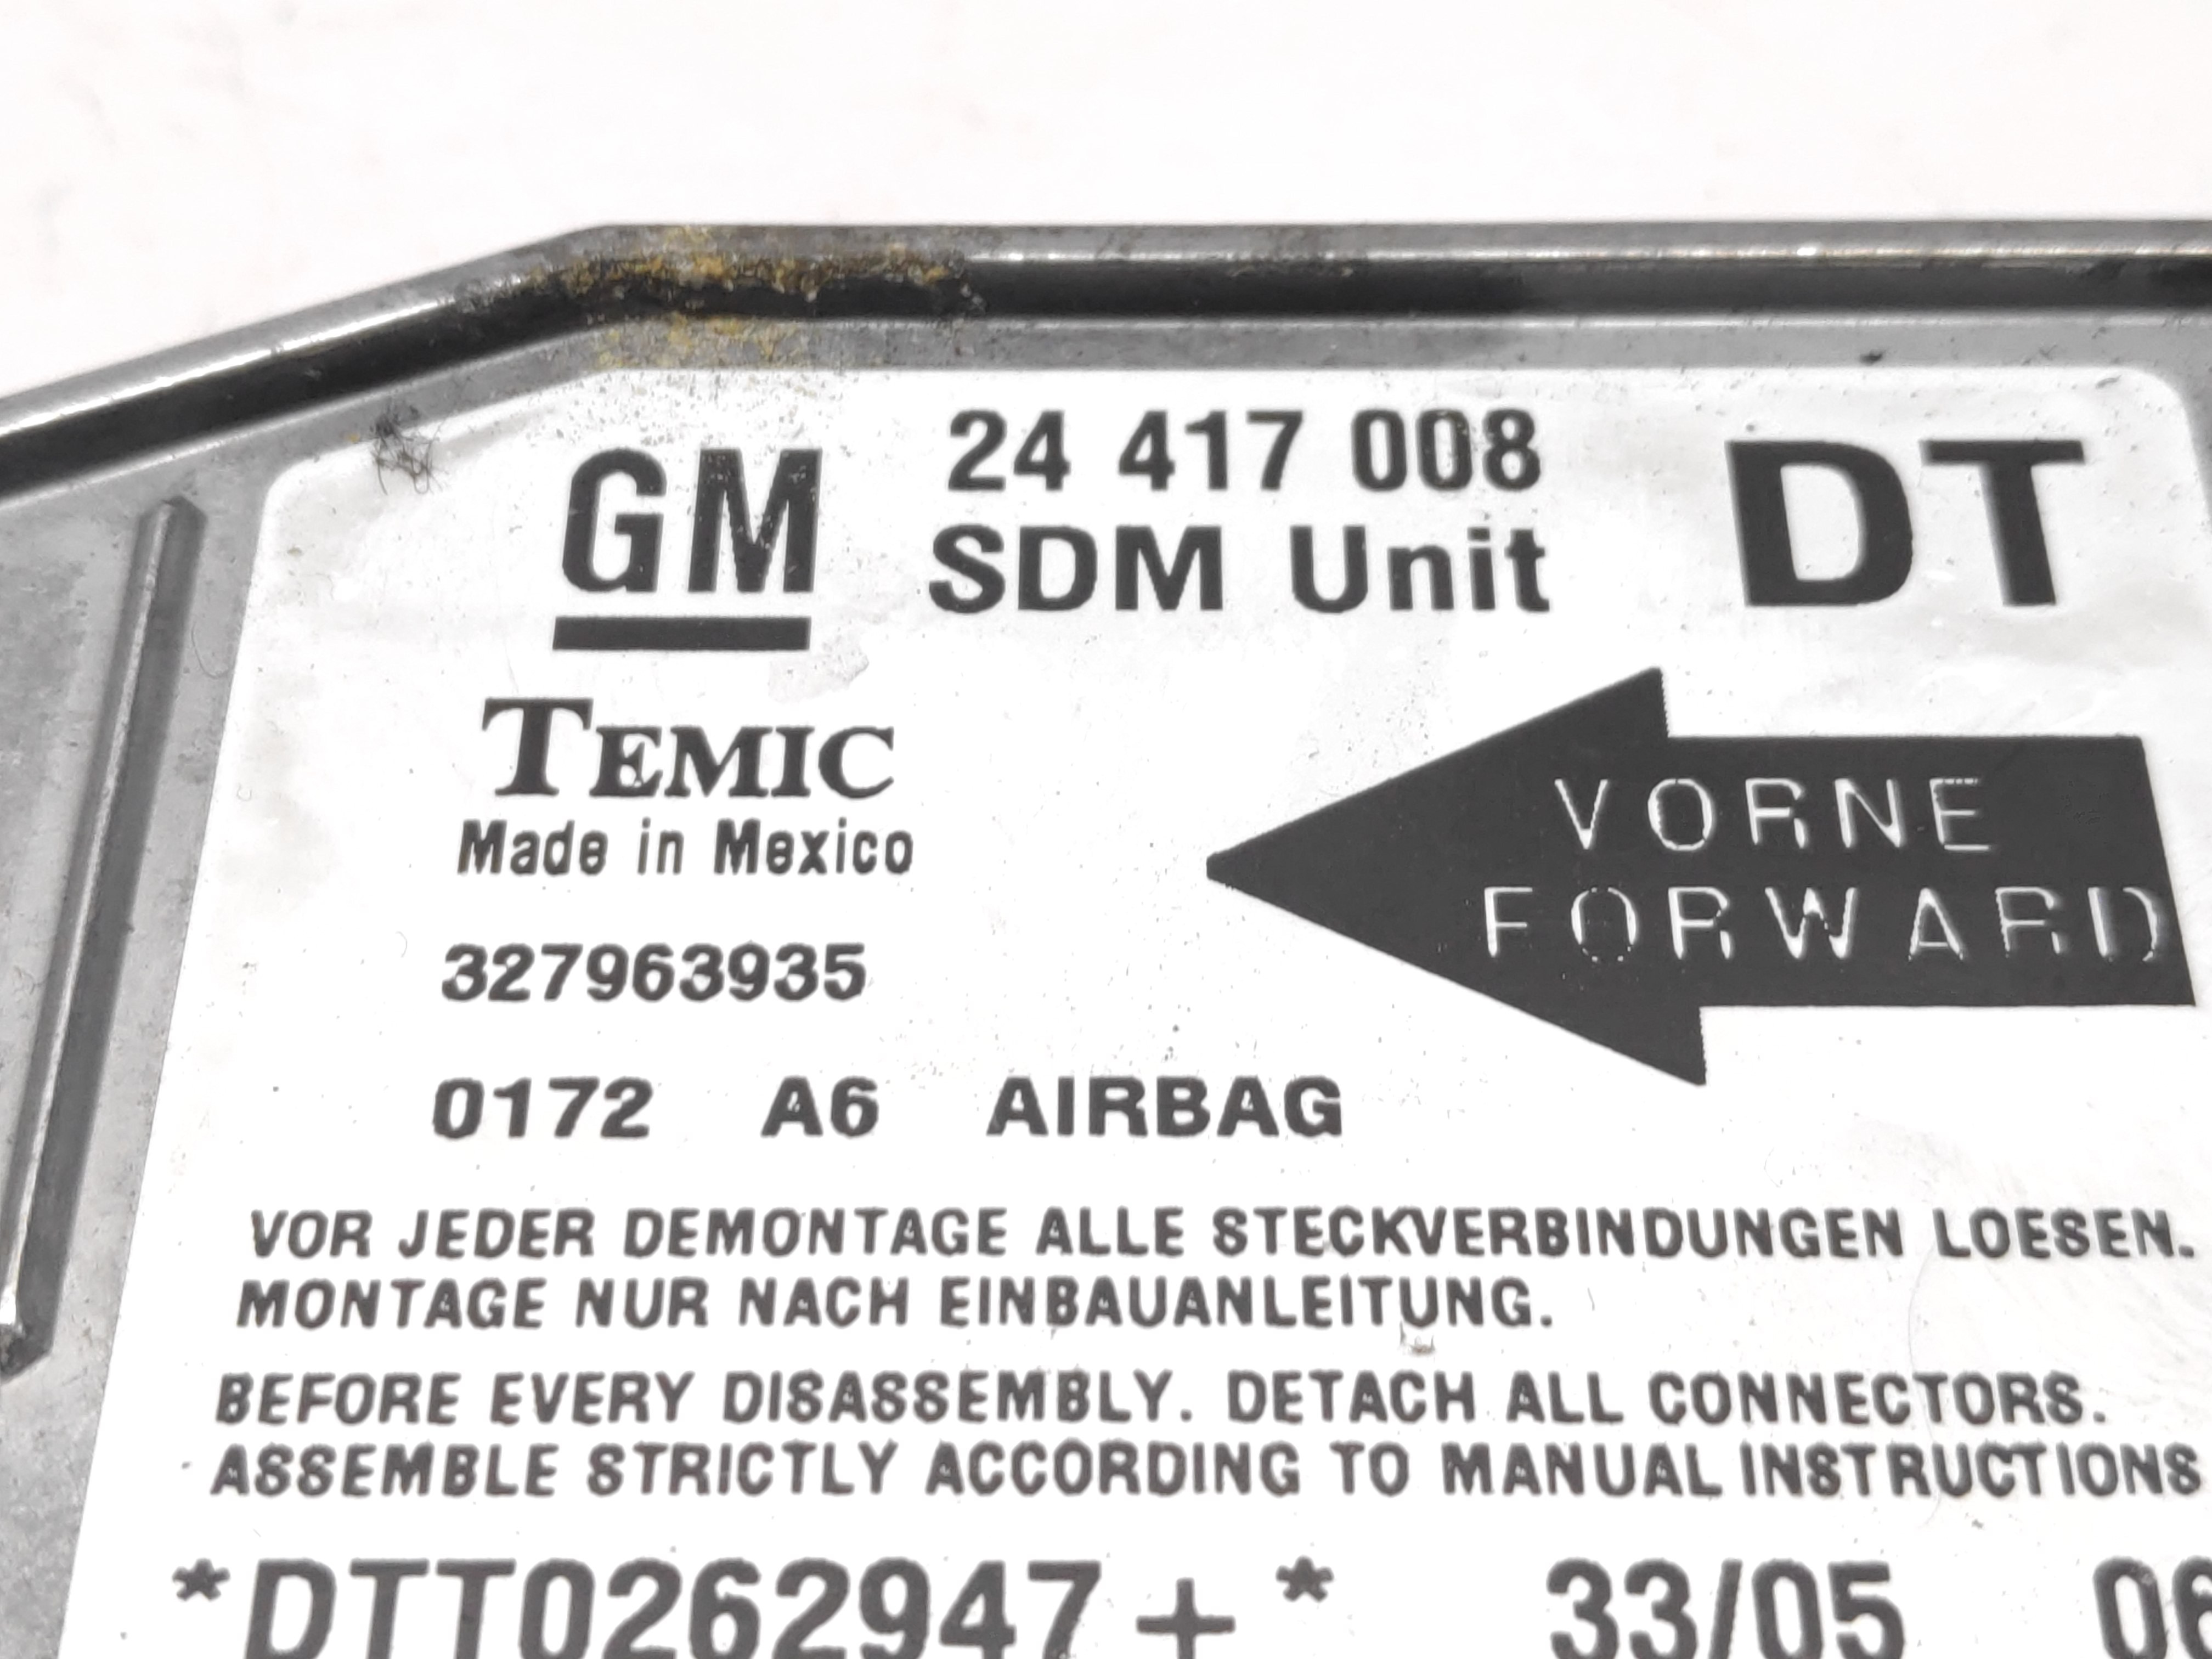 GM 24 417 008 DT
SDM Unit
TEMIC
Made in Mexico
VORNE
FORWARD
327963935
0172 A6 AIRBAG
VOR JEDER DEMONTAGE ALLE STECKVERBINDUNGEN LOESEN.
MONTAGE NUR NACH EINBAUANLEITUNG.
BEFORE EVERY DISASSEMBLY. DETACH ALL CONNECTORS.
ASSEMBLE STRICTLY ACCORDING TO MANUAL INSTRUCTIONS
*DTT0262947+* 33/05 06